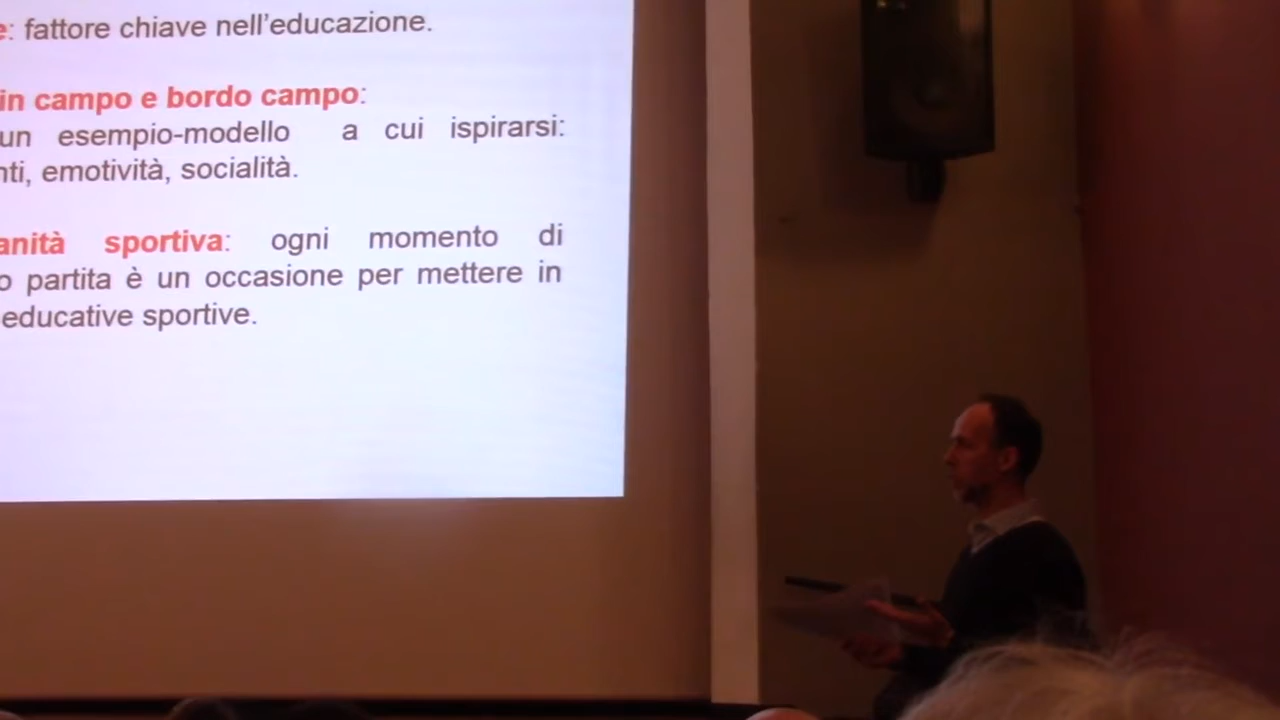 : fattore chiave nell'educazione.
in campo e bordo campo:
un esempio-modello a cui ispirarsi:
nti, emotività, socialità.
anità sportiva: ogni momento di
o partita è un occasione per mettere in
educative sportive.